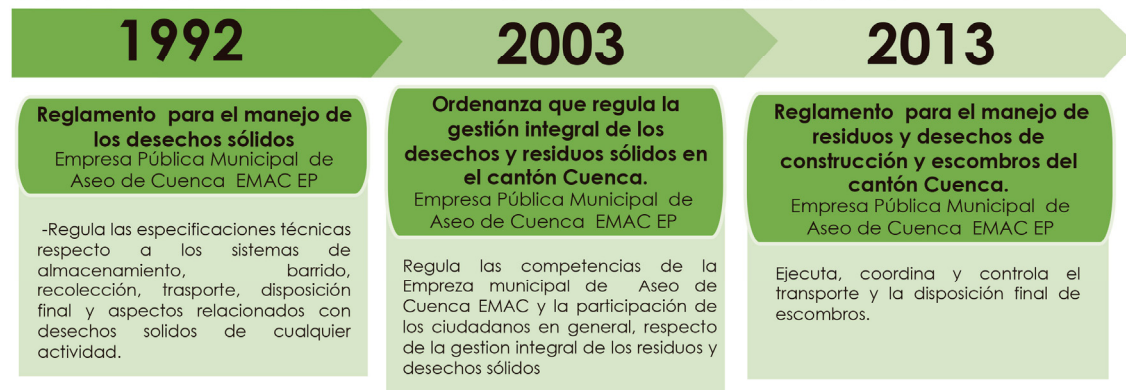 1992
Reglamento para el manejo de
los desechos sólidos
Empresa Pública Municipal de
Aseo de Cuenca EMAC EP
-Regula las especificaciones técnicas
respecto a los sistemas de
almacenamiento, barrido,
recolección, trasporte, disposición
final y aspectos relacionados con
desechos solidos de cualquier
actividad.
2003
Ordenanza que regula la
gestión integral de los
desechos y residuos sólidos en
el cantón Cuenca.
Empresa Pública Municipal de
Aseo de Cuenca EMAC EP
Regula las competencias de la
Empreza municipal de Aseo de
Cuenca EMAC y la participación de
los ciudadanos en general, respecto
de la gestion integral de los residuos y
desechos sólidos
2013
Reglamento para el manejo de
residuos y desechos de
construcción y escombros del
cantón Cuenca.
Empresa Pública Municipal de
Aseo de Cuenca EMAC EP
Ejecuta, coordina y controla el
transporte y la disposición final de
escombros.